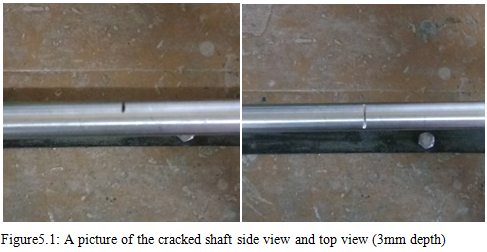 Figure5.1: A picture of the cracked shaft side view and top view (3mm depth)